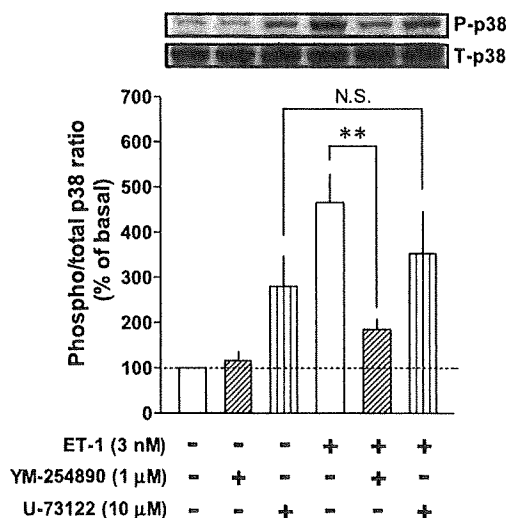 P-p38
T-p38
Phospho/total p38 ratio
(% of basal)
700
600
500
400
300
200
100
0
N.S.
**
ET-1 (3 nM) - - - + + +
YM-254890 (1 μM) - + - - + -
U-73122 (10 μM) - - + - - +